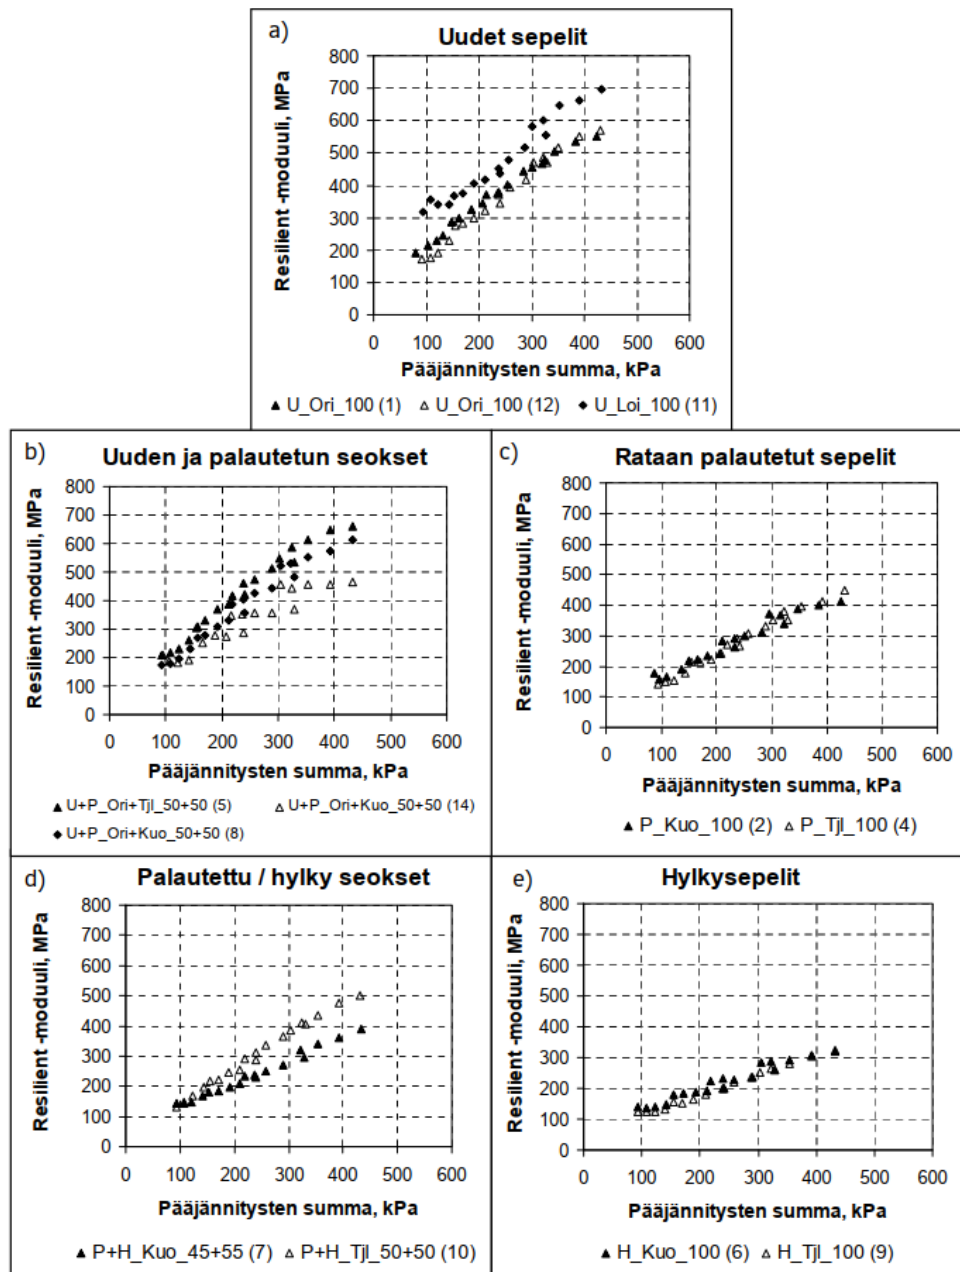 a)
Uudet sepelit
Resilient -moduuli, MPa
800
700
600
500
400
300
200
100
0
0 100 200 300 400 500 600
Pääjännitysten summa, kPa
▲ U_Ori_100 (1) △ U_Ori_100 (12) ◆ U_Loi_100 (11)
b)
Uuden ja palautetun seokset
Resilient -moduuli, MPa
800
700
600
500
400
300
200
100
0
0 100 200 300 400 500 600
Pääjännitysten summa, kPa
▲ U+P_Ori+Tjl_50+50 (5) △ U+P_Ori+Kuo_50+50 (14)
◆ U+P_Ori+Kuo_50+50 (8)
c)
Rataan palautetut sepelit
Resilient -moduuli, MPa
800
700
600
500
400
300
200
100
0
0 100 200 300 400 500 600
Pääjännitysten summa, kPa
▲ P_Kuo_100 (2) △ P_Tjl_100 (4)
d)
Palautettu / hylky seokset
Resilient -moduuli, MPa
800
700
600
500
400
300
200
100
0
0 100 200 300 400 500 600
Pääjännitysten summa, kPa
▲ P+H_Kuo_45+55 (7) △ P+H_Tjl_50+50 (10)
e)
Hylkysepelit
Resilient -moduuli, MPa
800
700
600
500
400
300
200
100
0
0 100 200 300 400 500 600
Pääjännitysten summa, kPa
▲ H_Kuo_100 (6) △ H_Tjl_100 (9)